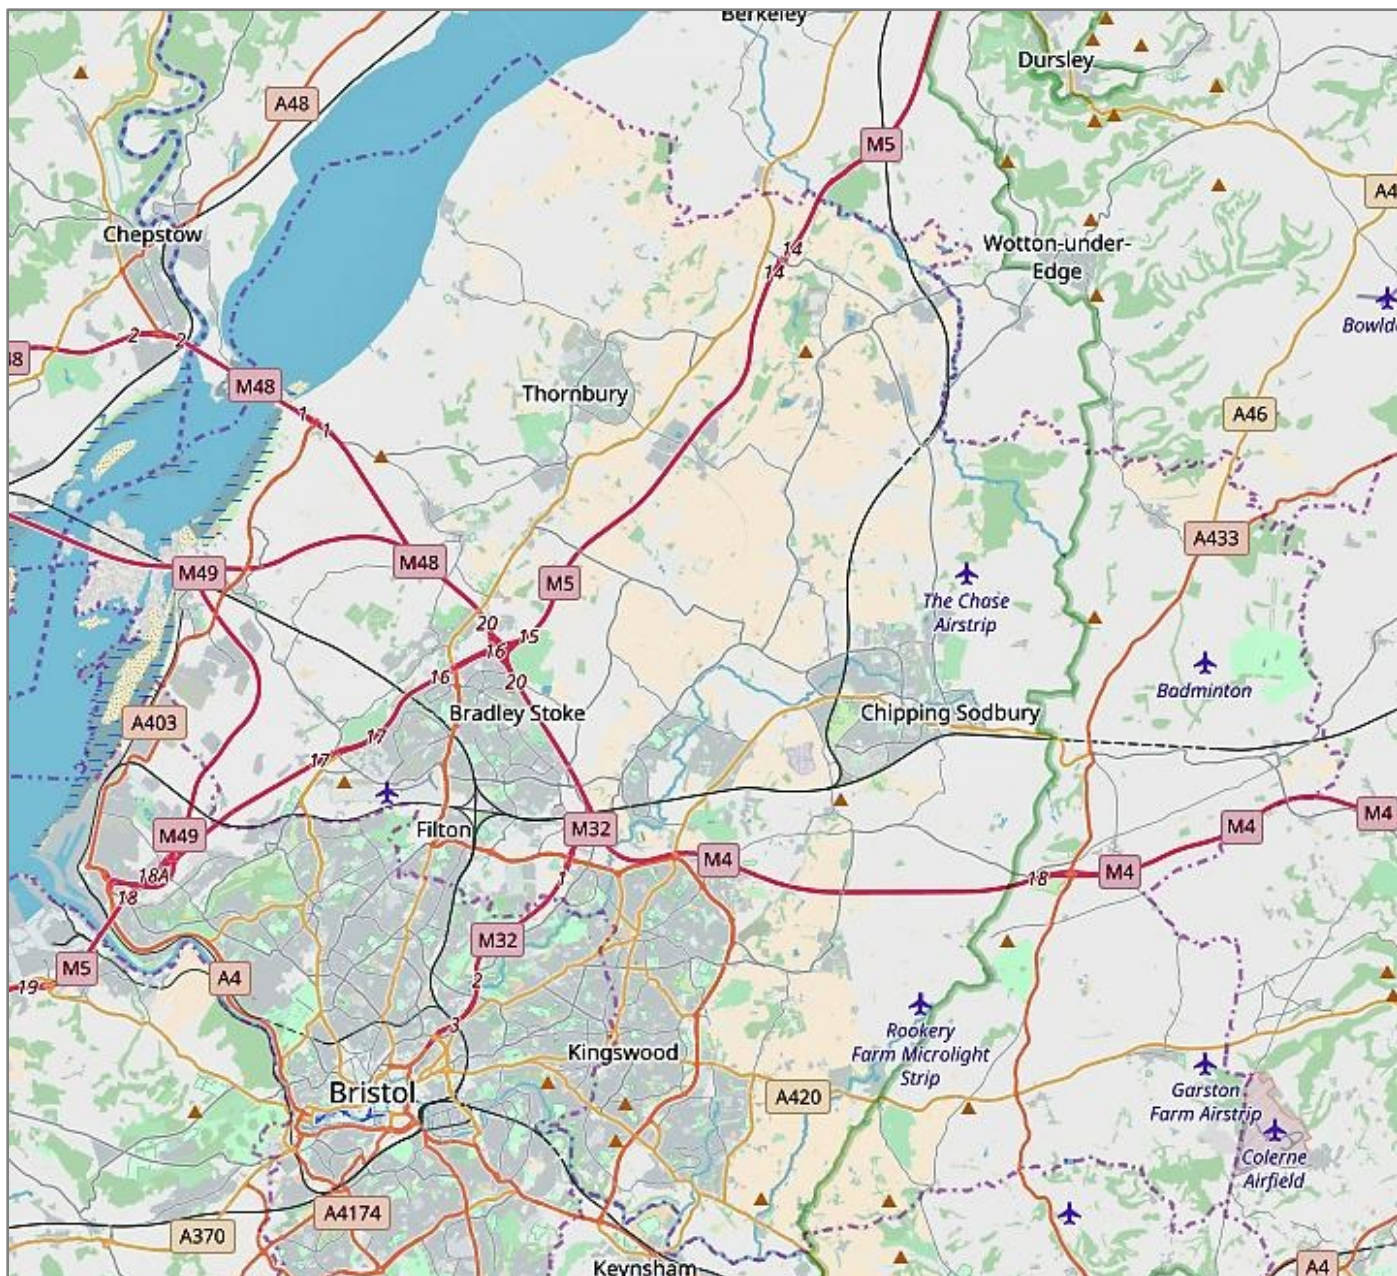 Berkeley
Dursley
A48
M5
A4
Chepstow
14
14
Wotton-under-
Edge
2
2
48
M48
Bowlda
Thornbury
A46
1
1
M49
M48
M5
A433
The Chase
Airstrip
20
15
16
16
20
Badminton
A403
Bradley Stoke
Chipping Sodbury
17
17
M49
Filton
M32
M4
M4
M4
18A
18
1
18
M4
M32
M5
A4
19
2
3
Rookery
Farm Microlight
Strip
Kingswood
Bristol
A420
Garston
Farm Airstrip
Colerne
Airfield
A4174
A370
Keynsham
A4